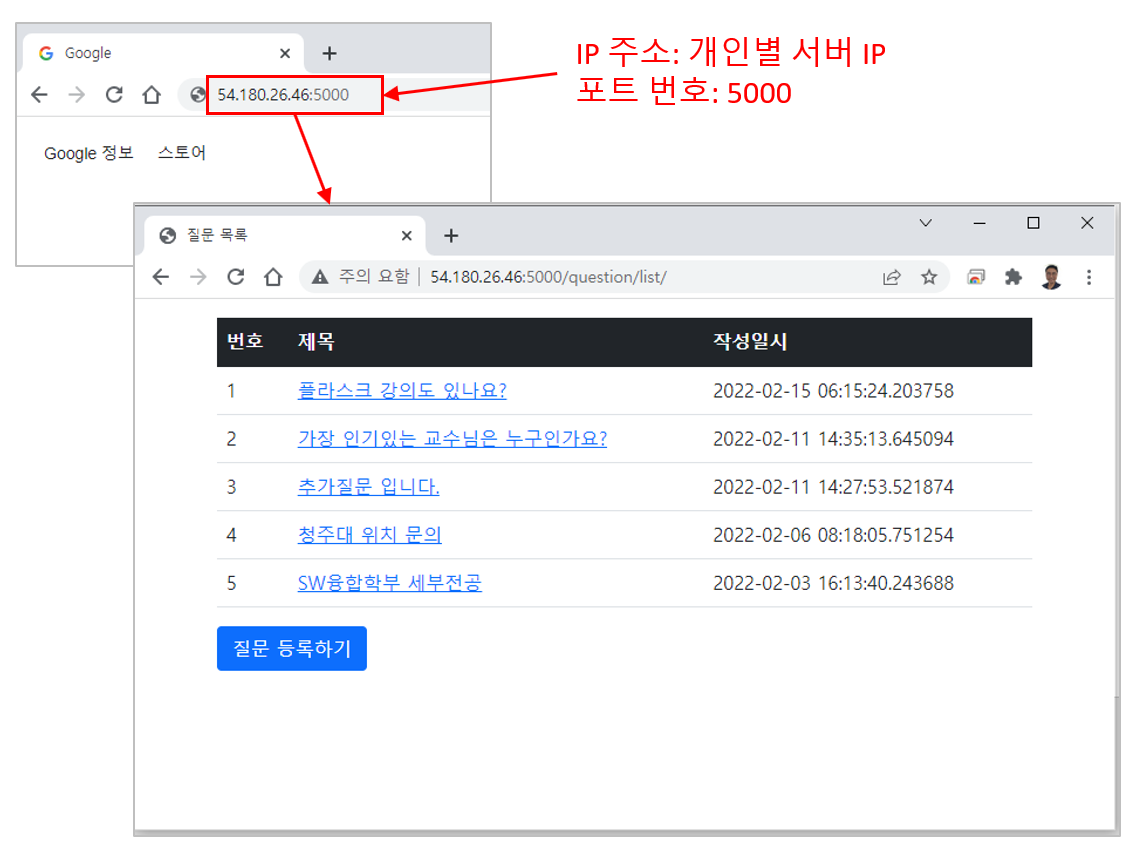 Google
54.180.26.46:5000
IP 주소: 개인별 서버 IP
포트 번호: 5000
Google 정보 스토어
질문 목록
주의 요함 54.180.26.46:5000/question/list/
번호 제목 작성일시
1 플라스크 강의도 있나요? 2022-02-15 06:15:24.203758
2 가장 인기있는 교수님은 누구인가요? 2022-02-11 14:35:13.645094
3 추가질문 입니다. 2022-02-11 14:27:53.521874
4 청주대 위치 문의 2022-02-06 08:18:05.751254
5 SW융합학부 세부전공 2022-02-03 16:13:40.243688
질문 등록하기